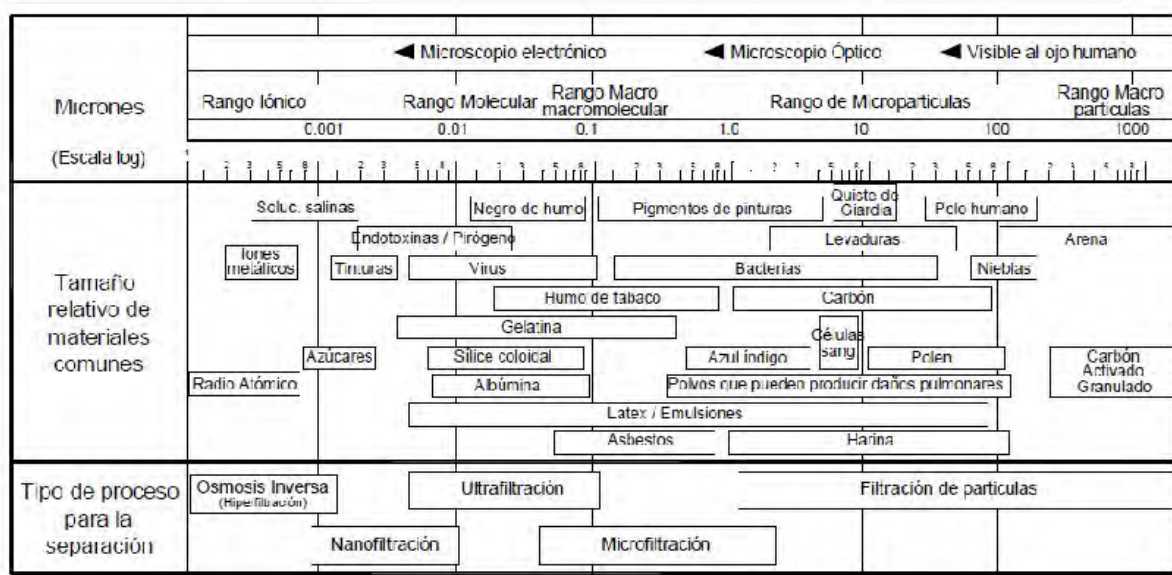 ◄ Microscopio electrónico ◄ Microscopio Óptico ◄ Visible al ojo humano
Micrones
Rango Iónico Rango Molecular Rango Macro macromolecular Rango de Microparticulas Rango Macro particulas
0.001 0.01 0.1 1.0 10 100 1000
(Escala log)
Tamaño relativo de materiales comunes
Soluc. salinas
Negro de humo
Pigmentos de pinturas
Quiste de Giardia
Pelo humano
Endotoxinas / Pirógeno
Levaduras
Arena
Iones metálicos
Tinturas
Virus
Bacterias
Nieblas
Humo de tabaco
Carbón
Gelatina
Células sang
Azúcares
Sílice coloidal
Azul índigo
Polen
Carbón Activado Granulado
Radio Atómico
Albúmina
Polvos que pueden producir daños pulmonares
Latex / Emulsiones
Asbestos
Harina
Tipo de proceso para la separación
Osmosis Inversa
(Hiperfiltración)
Ultrafiltración
Filtración de particulas
Nanofiltración
Microfiltración